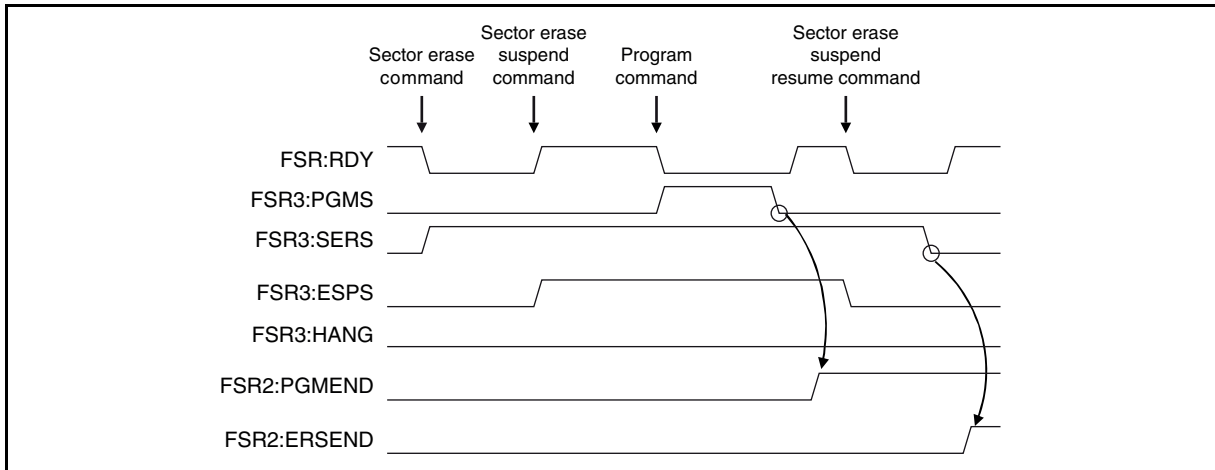 Sector erase
command
Sector erase
suspend
command
Program
command
Sector erase
suspend
resume command
FSR:RDY
FSR3:PGMS
FSR3:SERS
FSR3:ESPS
FSR3:HANG
FSR2:PGMEND
FSR2:ERSEND